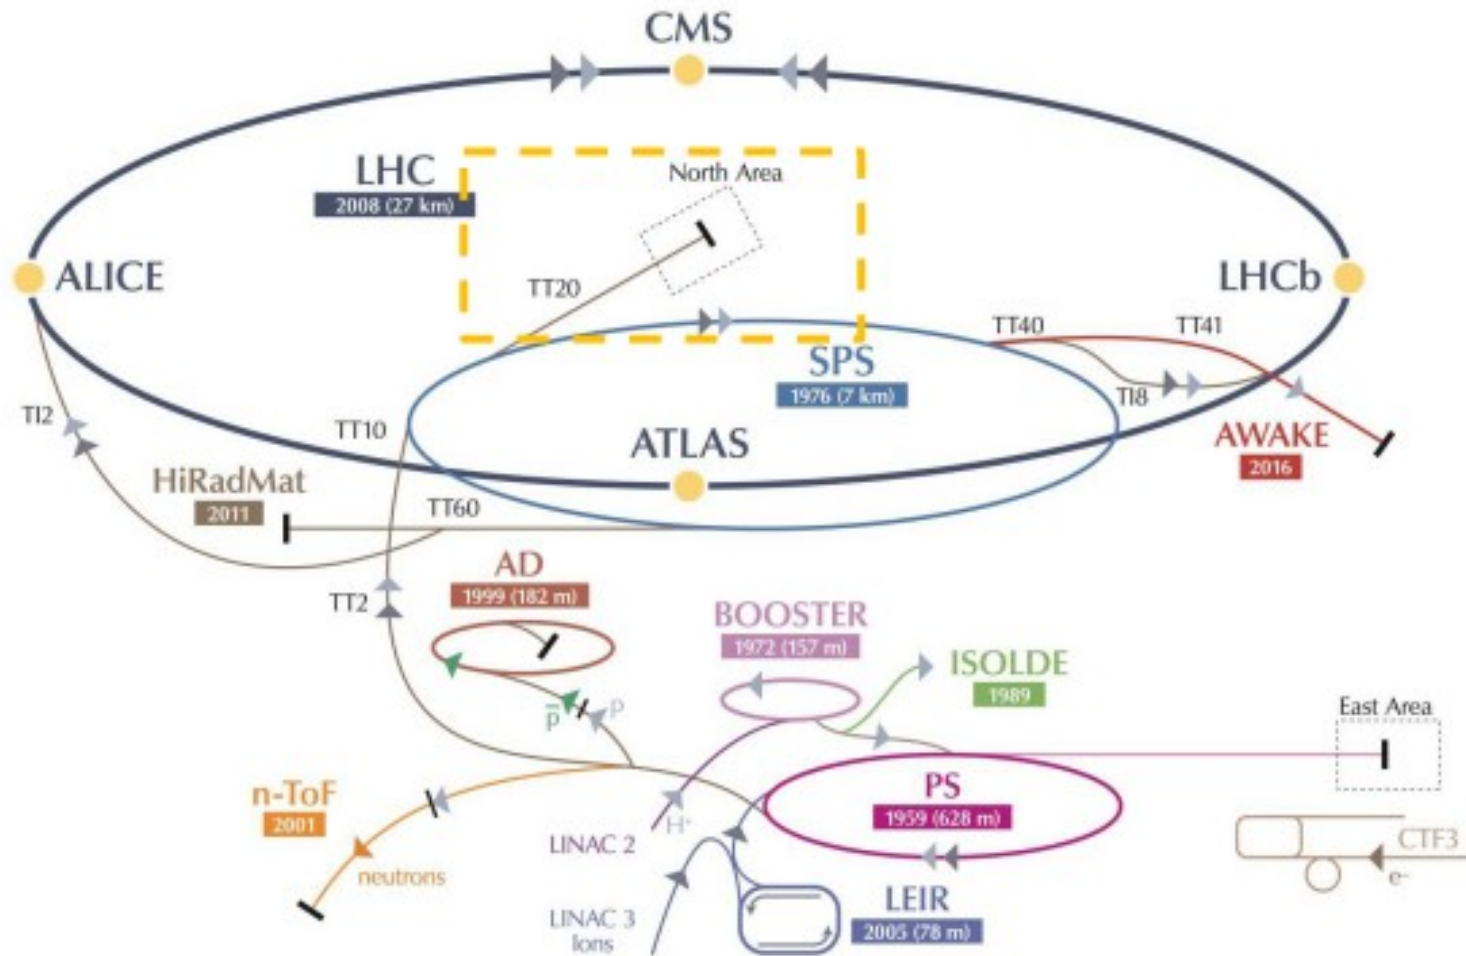 CMS
LHC
2008 (27 km)
North Area
ALICE
LHCb
TT20
TT40
TT41
SPS
1976 (7 km)
TI8
TI2
TT10
ATLAS
AWAKE
2016
HiRadMat
2011
TT60
AD
1999 (182 m)
TT2
BOOSTER
1972 (157 m)
ISOLDE
1989
p̅
p
East Area
n-ToF
2001
PS
1959 (628 m)
H⁺
LINAC 2
neutrons
CTF3
e⁻
LEIR
2005 (78 m)
LINAC 3
Ions